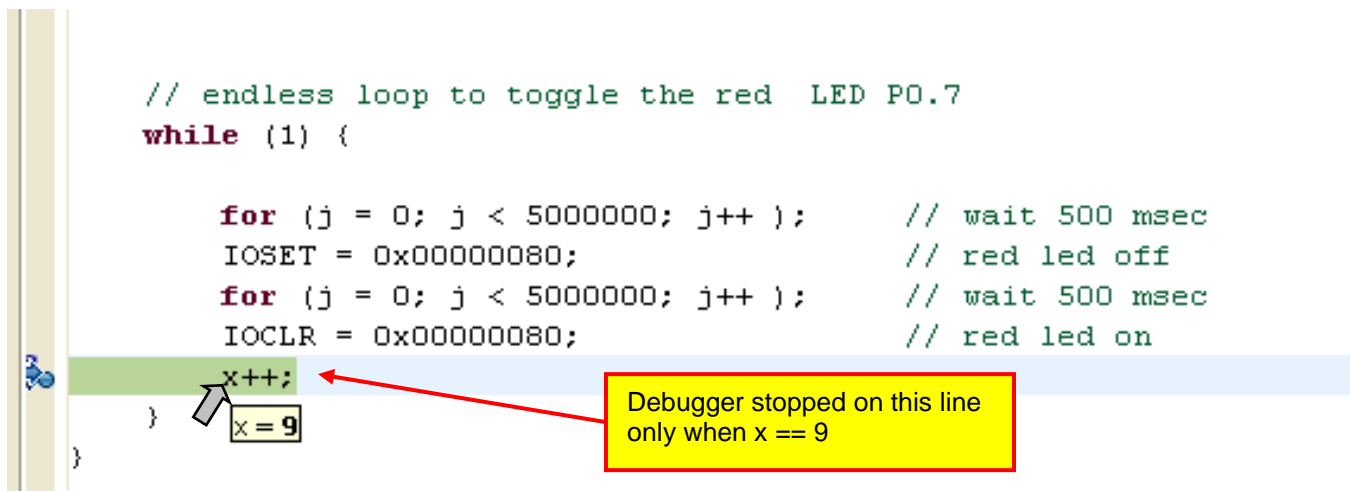 // endless loop to toggle the red  LED P0.7
while (1) {
for (j = 0; j < 5000000; j++ );      // wait 500 msec
IOSET = 0x00000080;                  // red led off
for (j = 0; j < 5000000; j++ );      // wait 500 msec
IOCLR = 0x00000080;                  // red led on
x++;
}
x = 9
Debugger stopped on this line
only when x == 9
}